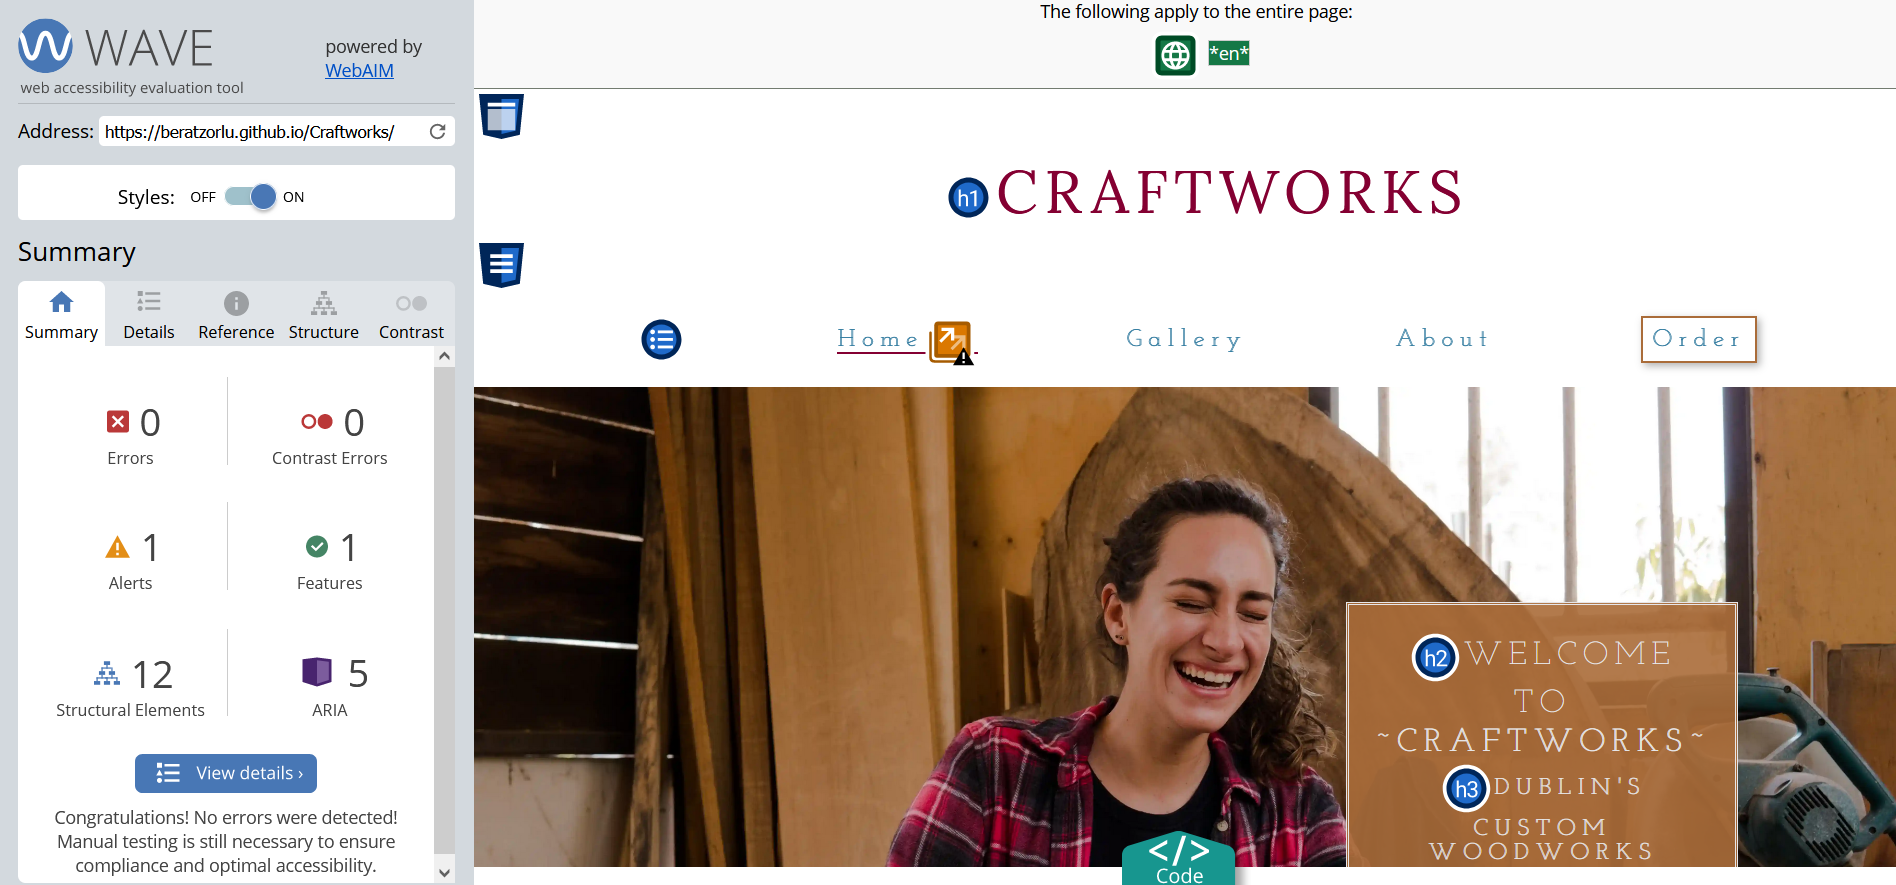 WAVE
powered by
WebAIM
web accessibility evaluation tool
Address: https://beratzorlu.github.io/Craftworks/
Styles: OFF ON
Summary
Summary Details Reference Structure Contrast
0 0
Errors Contrast Errors
1 1
Alerts Features
12 5
Structural Elements ARIA
View details ›
Congratulations! No errors were detected!
Manual testing is still necessary to ensure
compliance and optimal accessibility.
The following apply to the entire page:
*en*
h1 CRAFTWORKS
Home Gallery About Order
h2 WELCOME
TO
~CRAFTWORKS~
h3 DUBLIN'S
CUSTOM
WOODWORKS
</>
Code